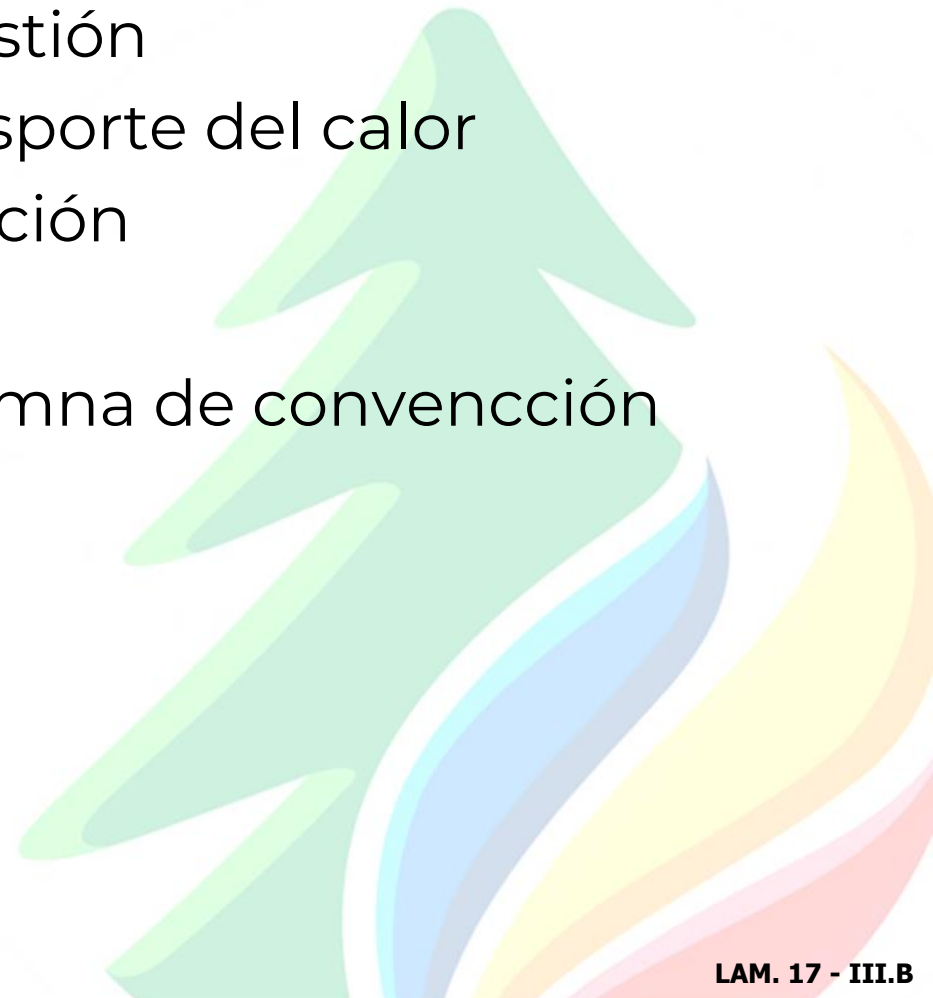 stión
sporte del calor
ción
mna de convencción
LAM. 17 - III.B